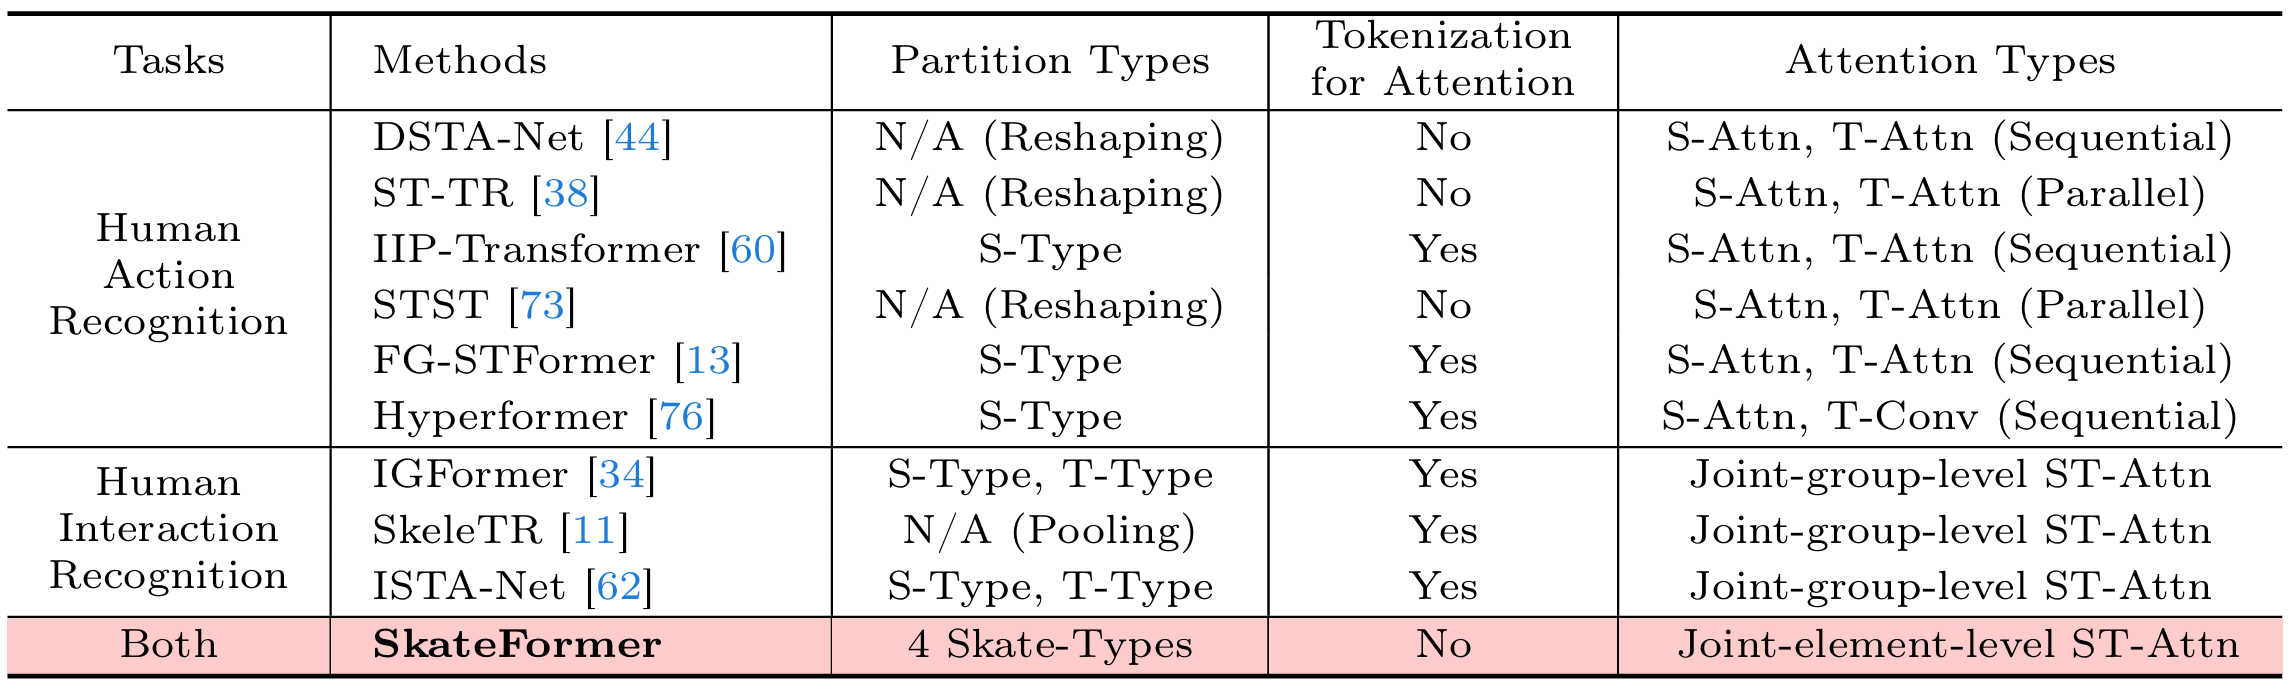 Tasks Methods Partition Types Tokenization for Attention Attention Types
Human Action Recognition
DSTA-Net [44] N/A (Reshaping) No S-Attn, T-Attn (Sequential)
ST-TR [38] N/A (Reshaping) No S-Attn, T-Attn (Parallel)
IIP-Transformer [60] S-Type Yes S-Attn, T-Attn (Sequential)
STST [73] N/A (Reshaping) No S-Attn, T-Attn (Parallel)
FG-STFormer [13] S-Type Yes S-Attn, T-Attn (Sequential)
Hyperformer [76] S-Type Yes S-Attn, T-Conv (Sequential)
Human Interaction Recognition
IGFormer [34] S-Type, T-Type Yes Joint-group-level ST-Attn
SkeleTR [11] N/A (Pooling) Yes Joint-group-level ST-Attn
ISTA-Net [62] S-Type, T-Type Yes Joint-group-level ST-Attn
Both SkateFormer 4 Skate-Types No Joint-element-level ST-Attn